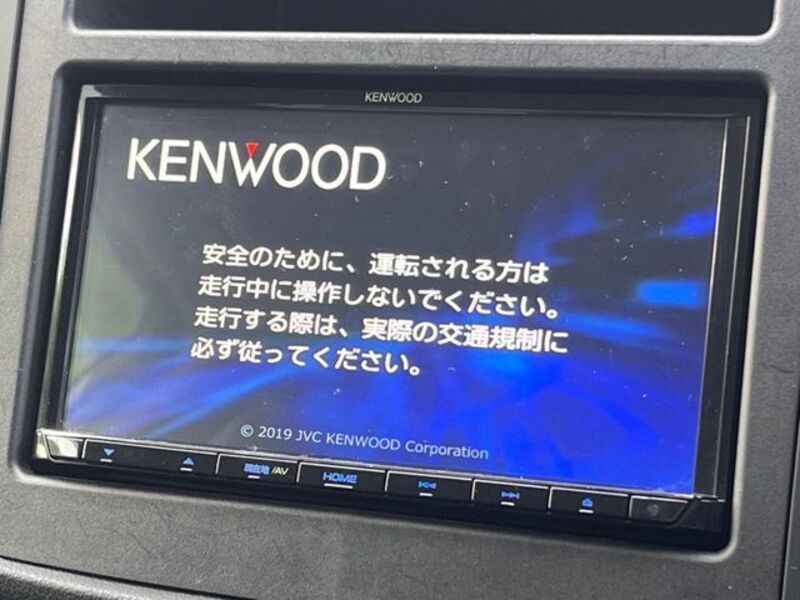 KENWOOD
KENWOOD
安全のために、運転される方は
走行中に操作しないでください。
走行する際は、実際の交通規制に
必ず従ってください。
© 2019 JVC KENWOOD Corporation
現在地 /AV
HOME